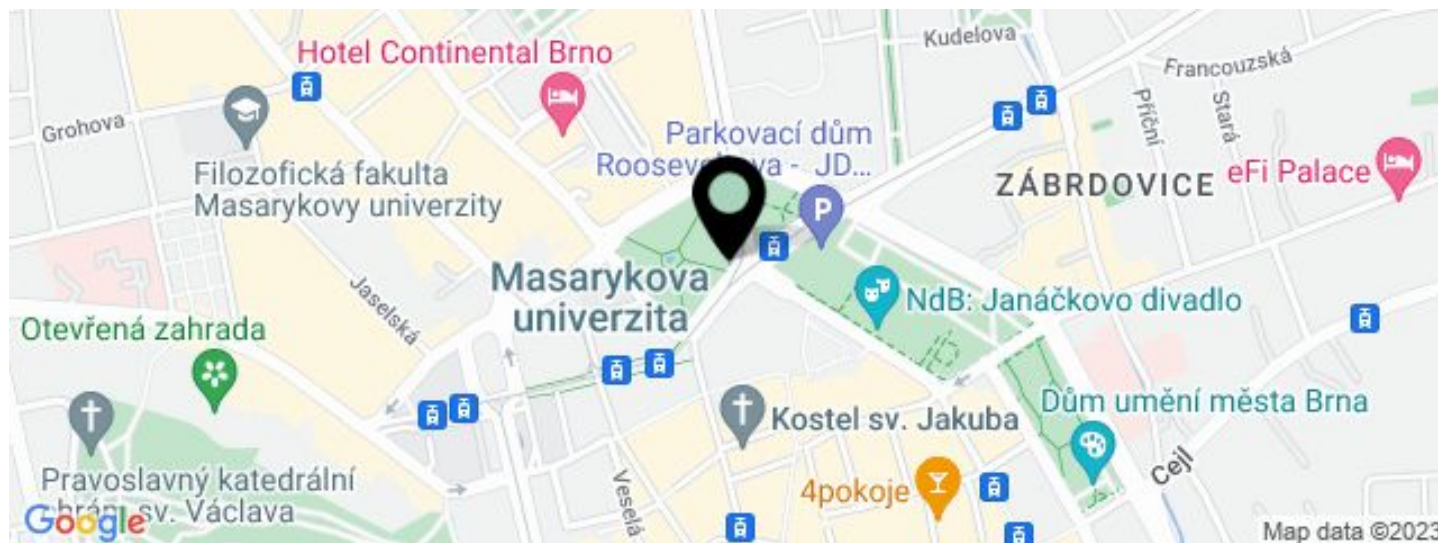 Kudelova
Hotel Continental Brno
Francouzská
Grohova
Příční
Stará
Parkovací dům
Rooseveltova - JD...
Filozofická fakulta
Masarykovy univerzity
ZÁBRDOVICE
eFi Palace
P
Masarykova
univerzita
NdB: Janáčkovo divadlo
Jaselská
Otevřená zahrada
Dům umění města Brna
Kostel sv. Jakuba
Cejl
Pravoslavný katedrální
chrám sv. Václava
Veselá
4pokoje
Google
Map data ©2023